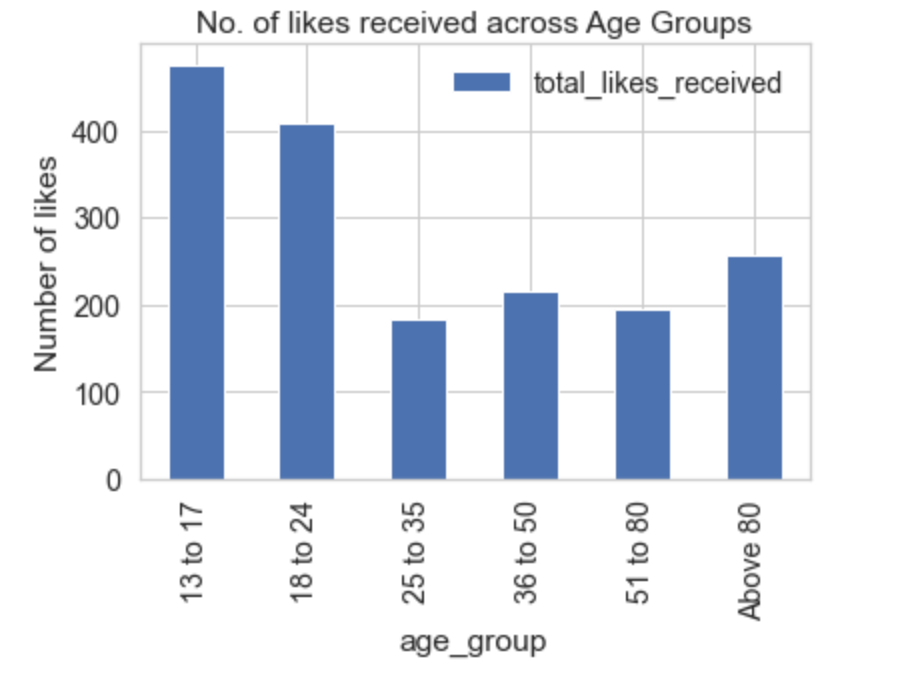 No. of likes received across Age Groups
total_likes_received
Number of likes
400
300
200
100
0
13 to 17
18 to 24
25 to 35
36 to 50
51 to 80
Above 80
age_group